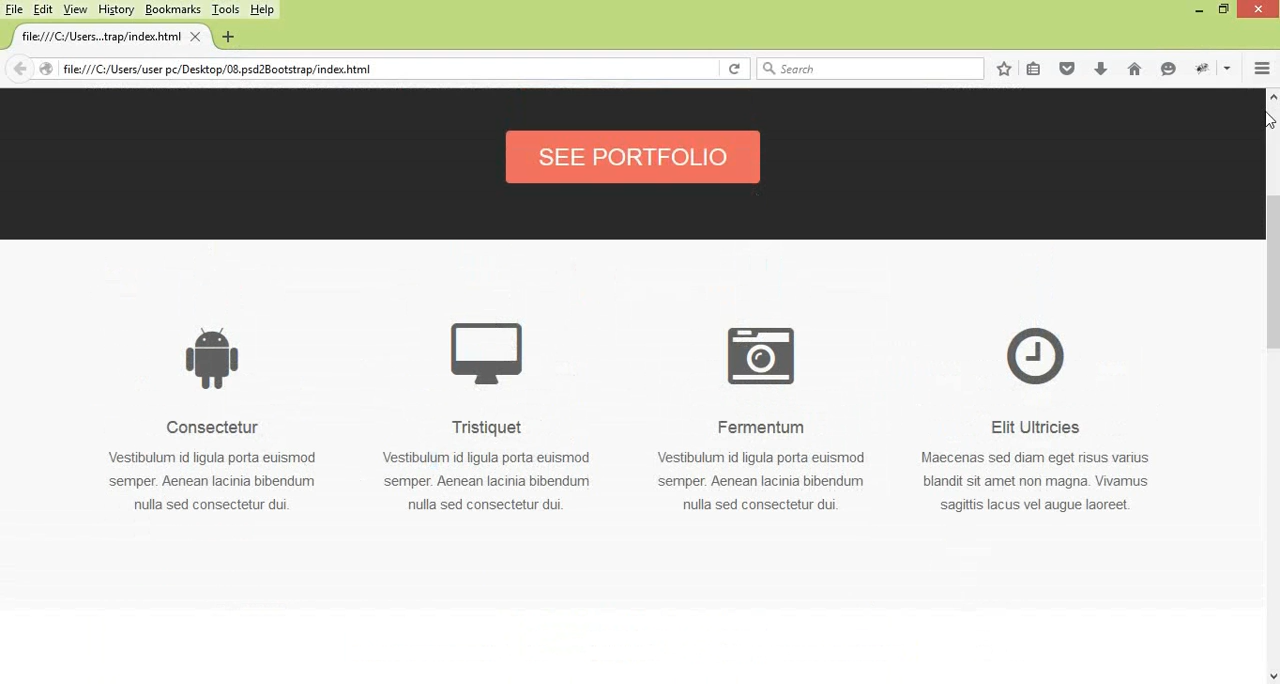 File Edit View History Bookmarks Tools Help
file:///C:/Users...trap/index.html
file:///C:/Users/user pc/Desktop/08.psd2Bootstrap/index.html
Search
SEE PORTFOLIO
Consectetur
Vestibulum id ligula porta euismod
semper. Aenean lacinia bibendum
nulla sed consectetur dui.
Tristiquet
Vestibulum id ligula porta euismod
semper. Aenean lacinia bibendum
nulla sed consectetur dui.
Fermentum
Vestibulum id ligula porta euismod
semper. Aenean lacinia bibendum
nulla sed consectetur dui.
Elit Ultricies
Maecenas sed diam eget risus varius
blandit sit amet non magna. Vivamus
sagittis lacus vel augue laoreet.